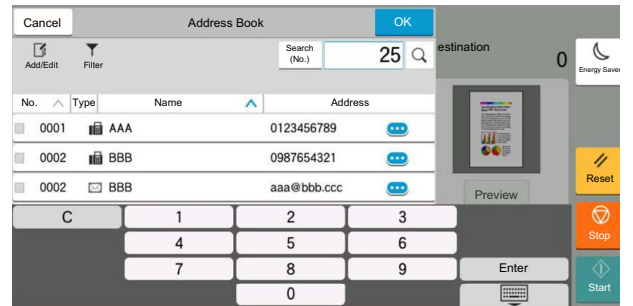 Cancel Address Book OK
Add/Edit Filter Search (No.) 25 estination 0 Energy Saver
No. Type Name Address
0001 AAA 0123456789
0002 BBB 0987654321
0002 BBB aaa@bbb.ccc
Preview
Reset
C 1 2 3
Stop
4 5 6
7 8 9 Enter
Start
0